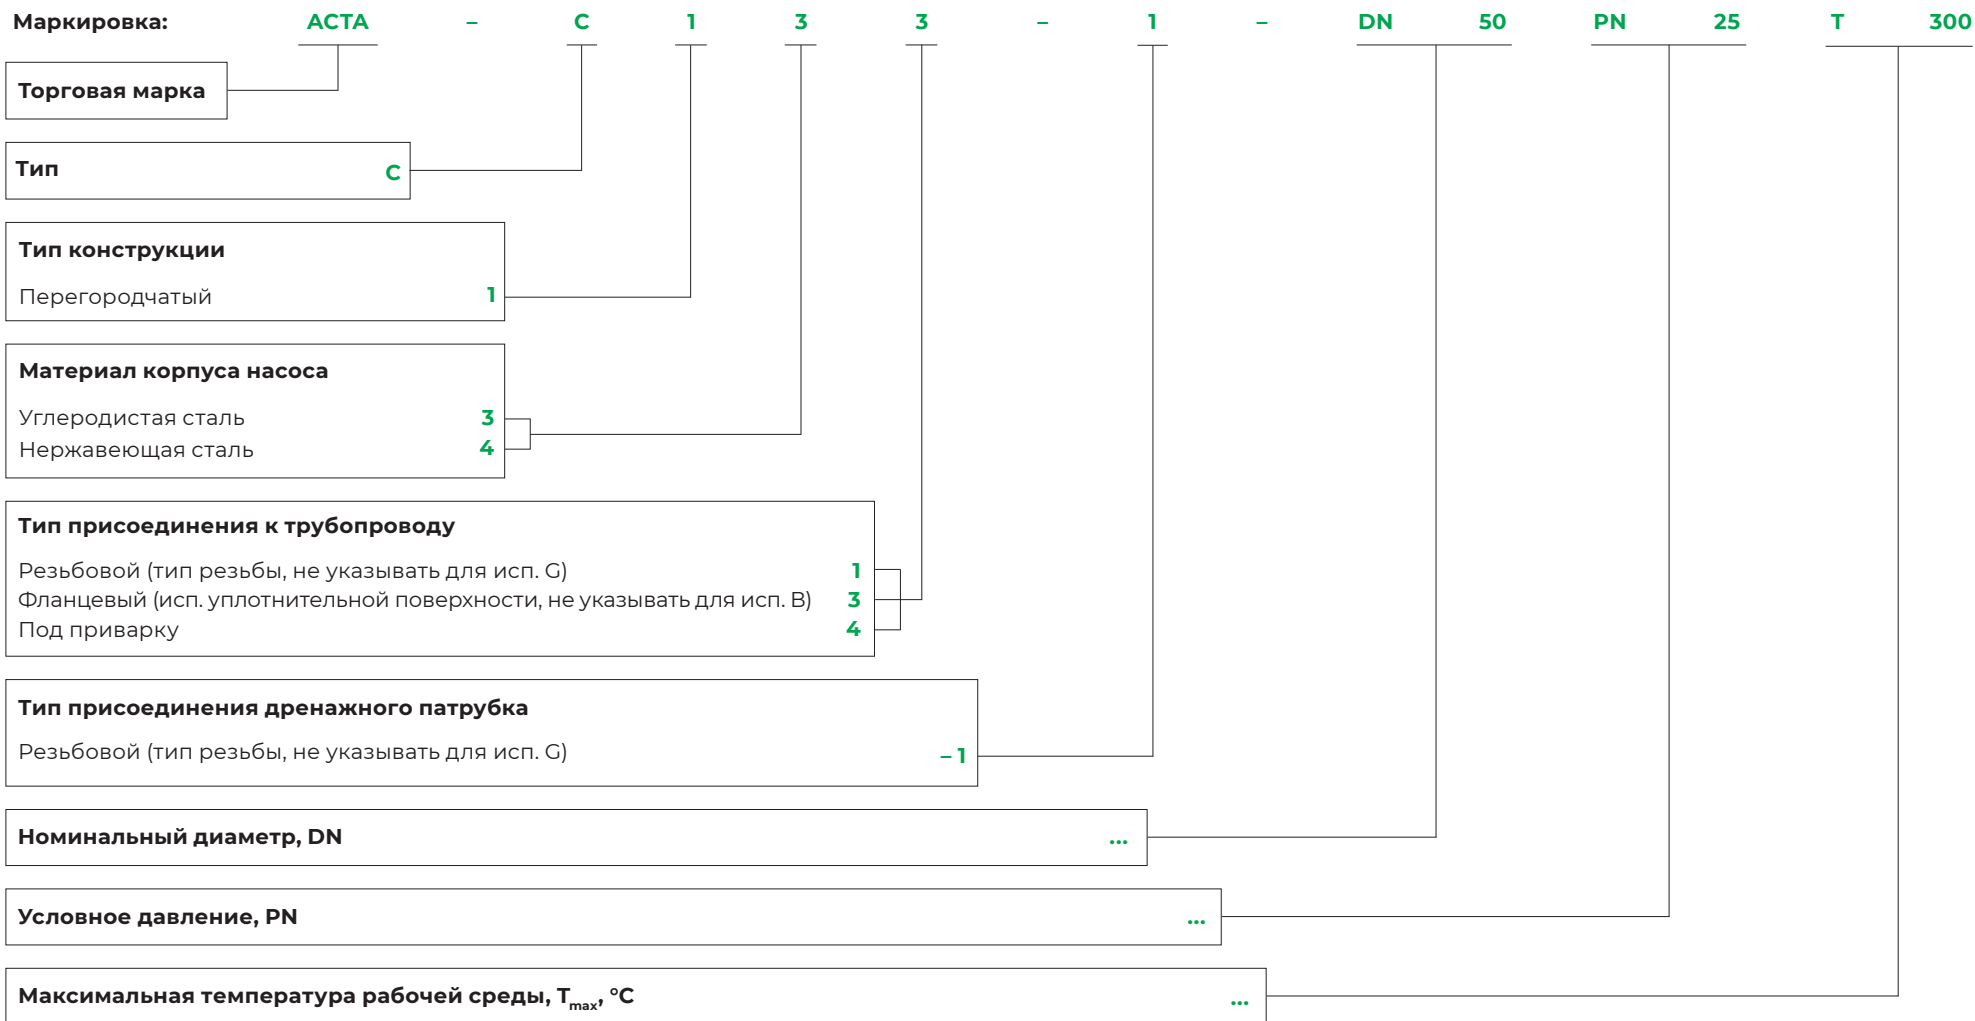 Маркировка: АСТА – С 1 3 3 – 1 – DN 50 PN 25 T 300
Торговая марка
Тип С
Тип конструкции
Перегородчатый 1
Материал корпуса насоса
Углеродистая сталь 3
Нержавеющая сталь 4
Тип присоединения к трубопроводу
Резьбовой (тип резьбы, не указывать для исп. G) 1
Фланцевый (исп. уплотнительной поверхности, не указывать для исп. B) 3
Под приварку 4
Тип присоединения дренажного патрубка
Резьбовой (тип резьбы, не указывать для исп. G) – 1
Номинальный диаметр, DN ...
Условное давление, PN ...
Максимальная температура рабочей среды, Tmax, °C ...